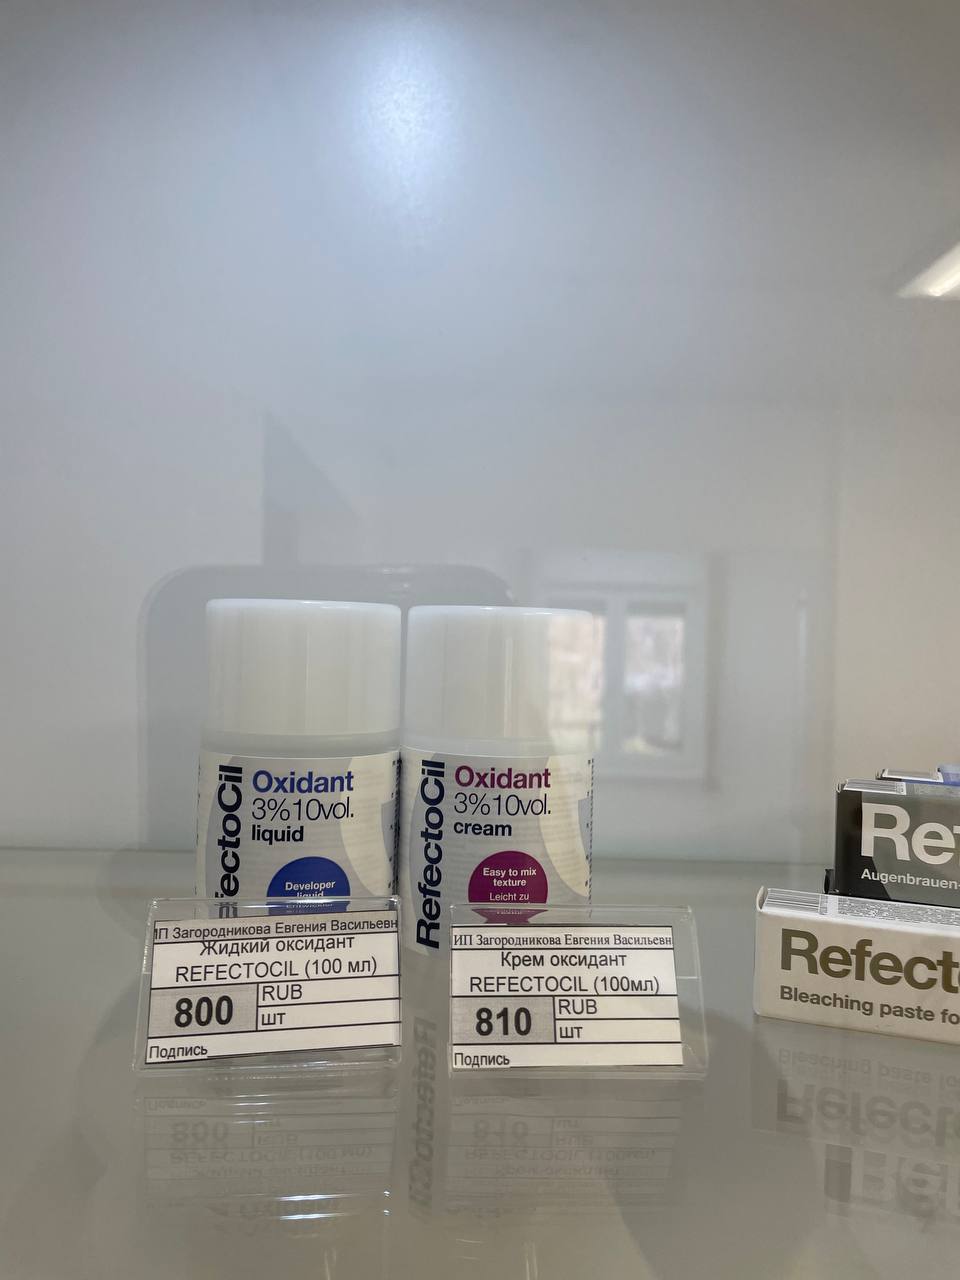 RefectoCil
Oxidant
3%10vol.
liquid
Developer
liquid
RefectoCil
Oxidant
3%10vol.
cream
Easy to mix
texture
Leicht zu
ИП Загородникова Евгения Васильевн
Жидкий оксидант
REFECTOCIL (100 мл)
800
RUB
шт
Подпись
ИП Загородникова Евгения Васильевн
Крем оксидант
REFECTOCIL (100мл)
810
RUB
шт
Подпись
Ref
Augenbrauen-
Refecto
Bleaching paste fo